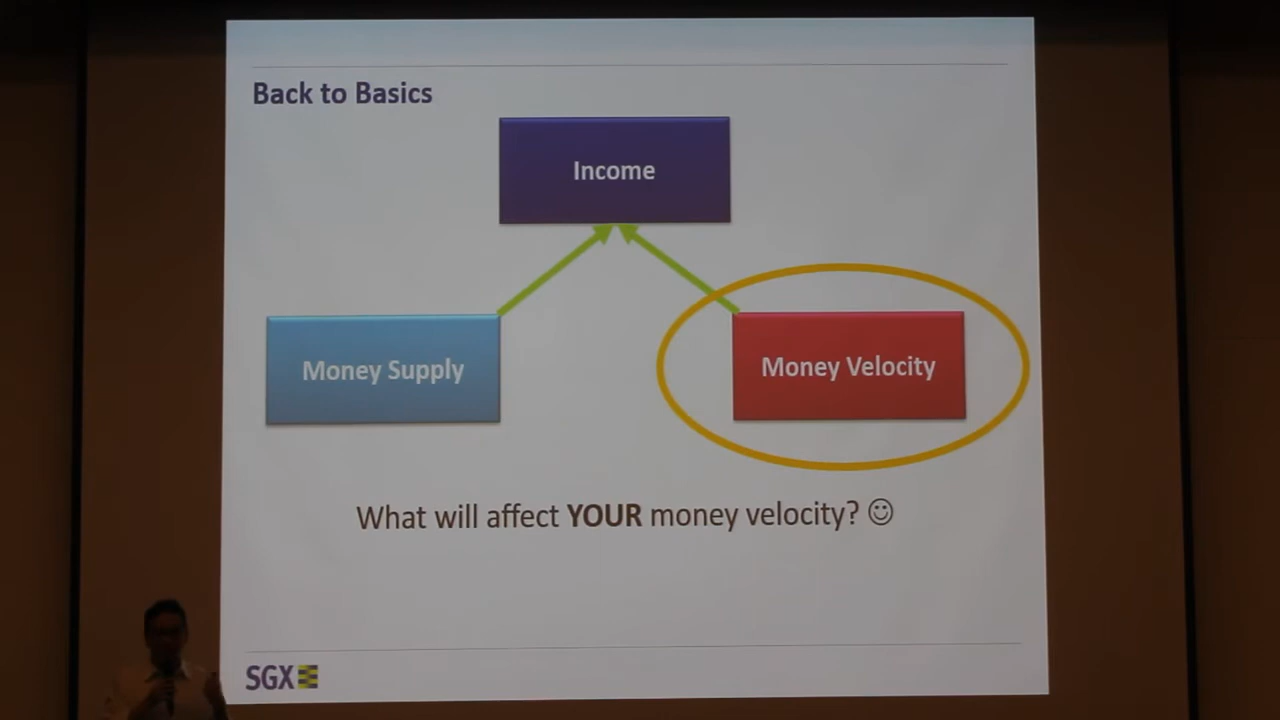 Back to Basics
Income
Money Supply
Money Velocity
What will affect YOUR money velocity? ☺
SGX